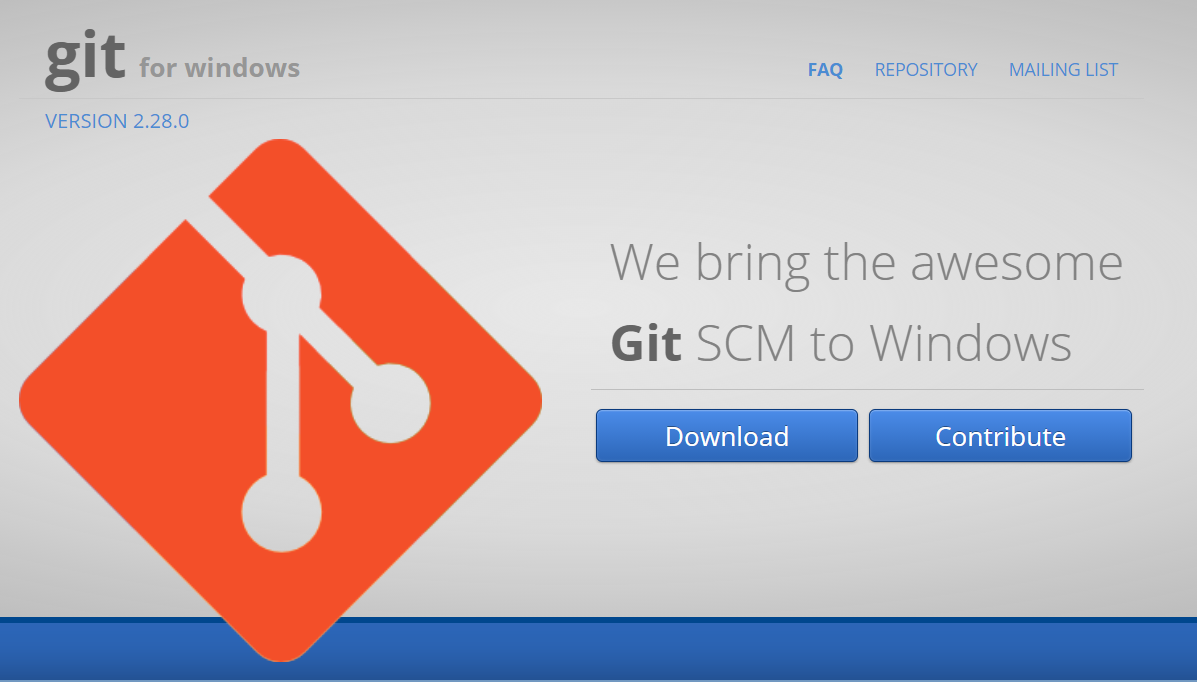 git for windows
FAQ REPOSITORY MAILING LIST
VERSION 2.28.0
We bring the awesome
Git SCM to Windows
Download Contribute